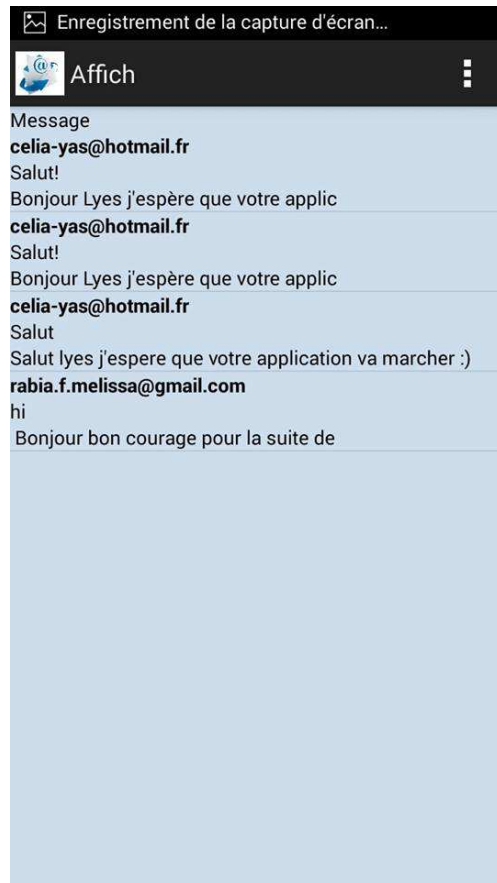 Enregistrement de la capture d'écran...
Affich
Message
celia-yas@hotmail.fr
Salut!
Bonjour Lyes j'espère que votre applic
celia-yas@hotmail.fr
Salut!
Bonjour Lyes j'espère que votre applic
celia-yas@hotmail.fr
Salut
Salut lyes j'espere que votre application va marcher :)
rabia.f.melissa@gmail.com
hi
Bonjour bon courage pour la suite de